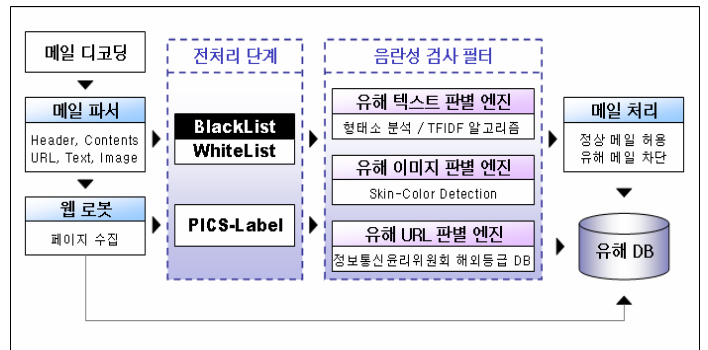 메일 디코딩
메일 파서
Header, Contents
URL, Text, Image
웹 로봇
페이지 수집
전처리 단계
BlackList
WhiteList
PICS-Label
음란성 검사 필터
유해 텍스트 판별 엔진
형태소 분석 / TFIDF 알고리즘
유해 이미지 판별 엔진
Skin-Color Detection
유해 URL 판별 엔진
정보통신윤리위원회 해외등급 DB
메일 처리
정상 메일 허용
유해 메일 차단
유해 DB